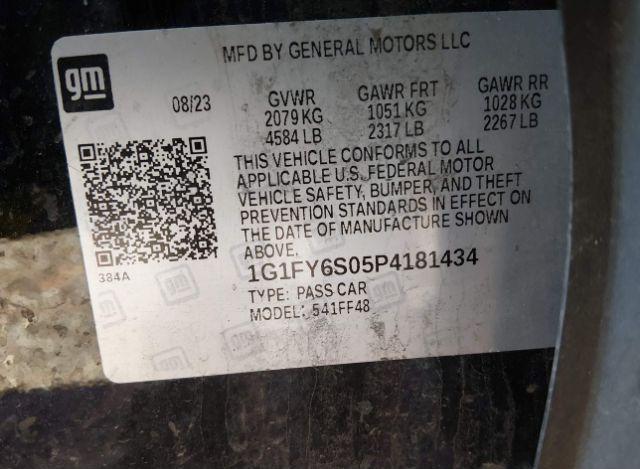 MFD BY GENERAL MOTORS LLC
gm
08/23
GVWR
2079 KG
4584 LB
GAWR FRT
1051 KG
2317 LB
GAWR RR
1028 KG
2267 LB
THIS VEHICLE CONFORMS TO ALL
APPLICABLE U.S. FEDERAL MOTOR
VEHICLE SAFETY, BUMPER, AND THEFT
PREVENTION STANDARDS IN EFFECT ON
THE DATE OF MANUFACTURE SHOWN
ABOVE.
384A
1G1FY6S05P4181434
TYPE: PASS CAR
MODEL: 541FF48